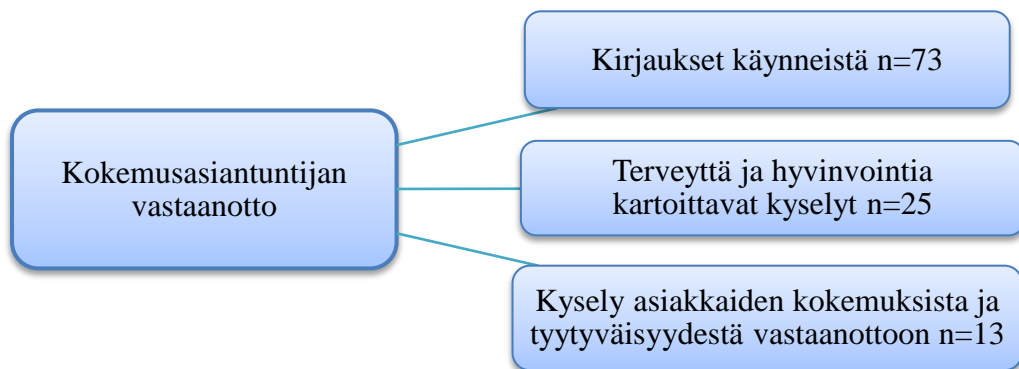 Kokemusasiantuntijan
vastaanotto
Kirjaukset käynneistä n=73
Terveyttä ja hyvinvointia
kartoittavat kyselyt n=25
Kysely asiakkaiden kokemuksista ja
tyytyväisyydestä vastaanottoon n=13